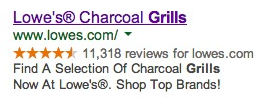 Lowe's® Charcoal Grills
www.lowes.com/
11,318 reviews for lowes.com
Find A Selection Of Charcoal Grills
Now At Lowe's®. Shop Top Brands!